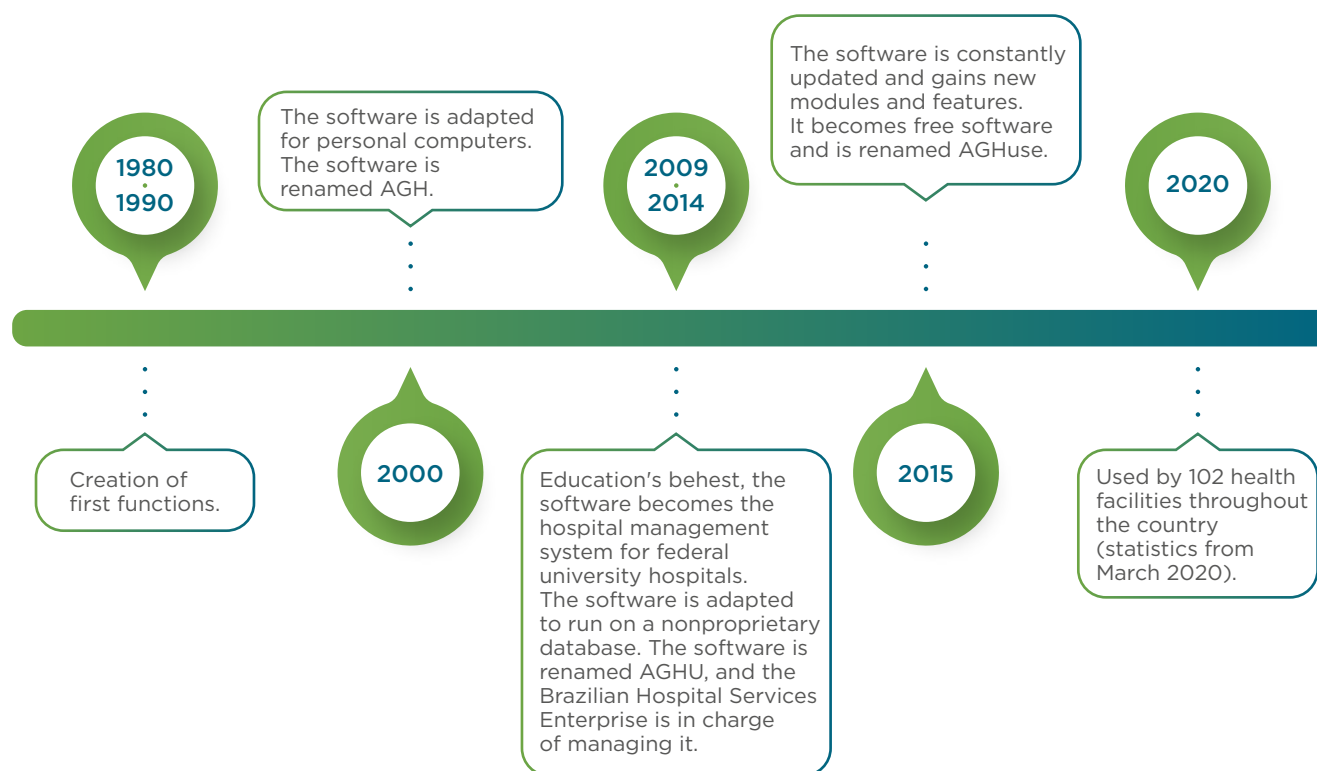 1980
1990
Creation of
first functions.
The software is adapted
for personal computers.
The software is
renamed AGH.
2000
2009
2014
Education's behest, the
software becomes the
hospital management
system for federal
university hospitals.
The software is adapted
to run on a nonproprietary
database. The software is
renamed AGHU, and the
Brazilian Hospital Services
Enterprise is in charge
of managing it.
The software is constantly
updated and gains new
modules and features.
It becomes free software
and is renamed AGHuse.
2015
2020
Used by 102 health
facilities throughout
the country
(statistics from
March 2020).